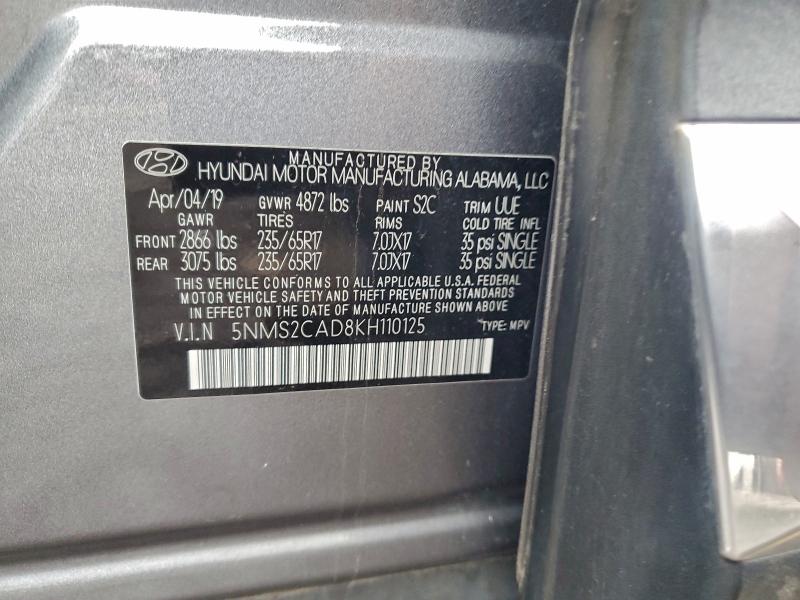 MANUFACTURED BY
HYUNDAI MOTOR MANUFACTURING ALABAMA, LLC
Apr/04/19 GVWR 4872 lbs PAINT S2C TRIM UUE
GAWR TIRES RIMS COLD TIRE INFL
FRONT 2866 lbs 235/65R17 7.0JX17 35 psi SINGLE
REAR 3075 lbs 235/65R17 7.0JX17 35 psi SINGLE
THIS VEHICLE CONFORMS TO ALL APPLICABLE U.S.A. FEDERAL
MOTOR VEHICLE SAFETY AND THEFT PREVENTION STANDARDS
IN EFFECT ON THE DATE OF MANUFACTURE SHOWN ABOVE.
V.I.N 5NMS2CAD8KH110125 TYPE: MPV